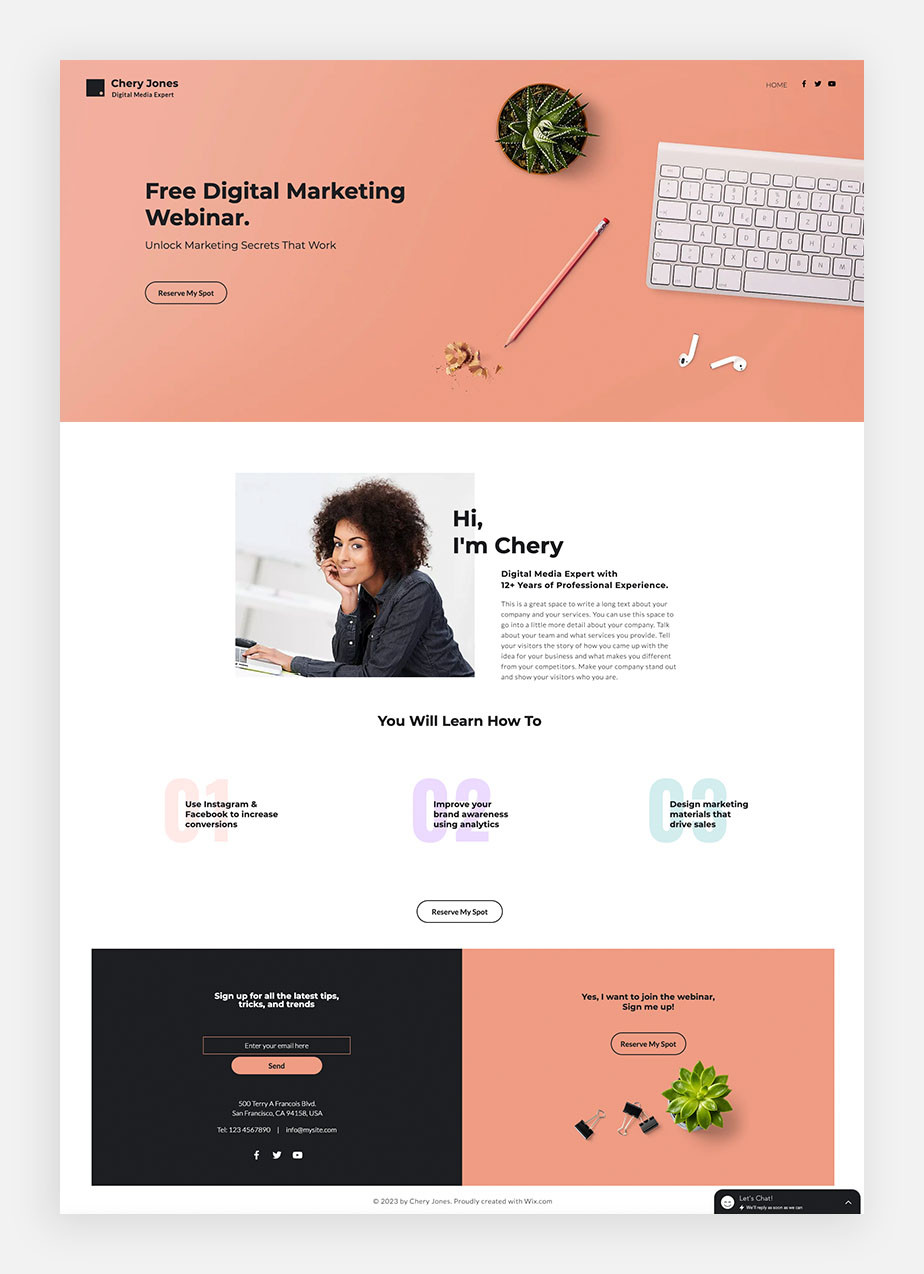 Chery Jones
Digital Media Expert
HOME
Free Digital Marketing
Webinar.
Unlock Marketing Secrets That Work
Reserve My Spot
Hi,
I'm Chery
Digital Media Expert with
12+ Years of Professional Experience.
This is a great space to write a long text about your
company and your services. You can use this space to
go into a little more detail about your company. Talk
about your team and what services you provide. Tell
your visitors the story of how you came up with the
idea for your business and what makes you different
from your competitors. Make your company stand out
and show your visitors who you are.
You Will Learn How To
01
Use Instagram &
Facebook to increase
conversions
02
Improve your
brand awareness
using analytics
03
Design marketing
materials that
drive sales
Reserve My Spot
Sign up for all the latest tips,
tricks, and trends
Enter your email here
Send
500 Terry A Francois Blvd.
San Francisco, CA 94158, USA
Tel: 123 4567890 | info@mysite.com
Yes, I want to join the webinar,
Sign me up!
Reserve My Spot
© 2023 by Chery Jones. Proudly created with Wix.com
Let's Chat!
We'll reply as soon as we can